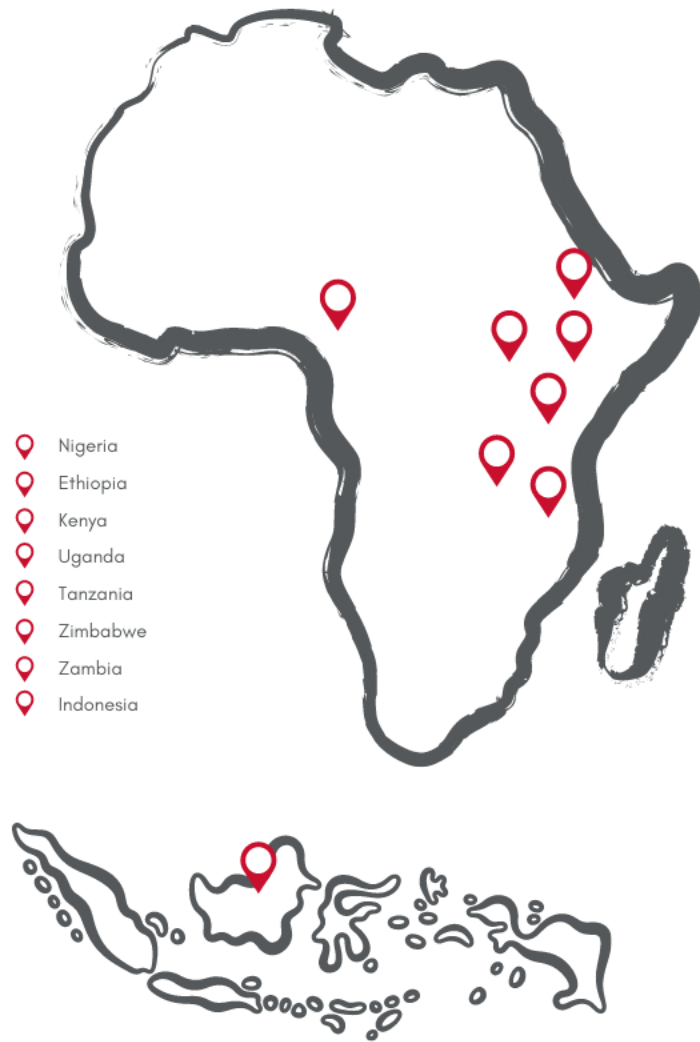 Nigeria
Ethiopia
Kenya
Uganda
Tanzania
Zimbabwe
Zambia
Indonesia